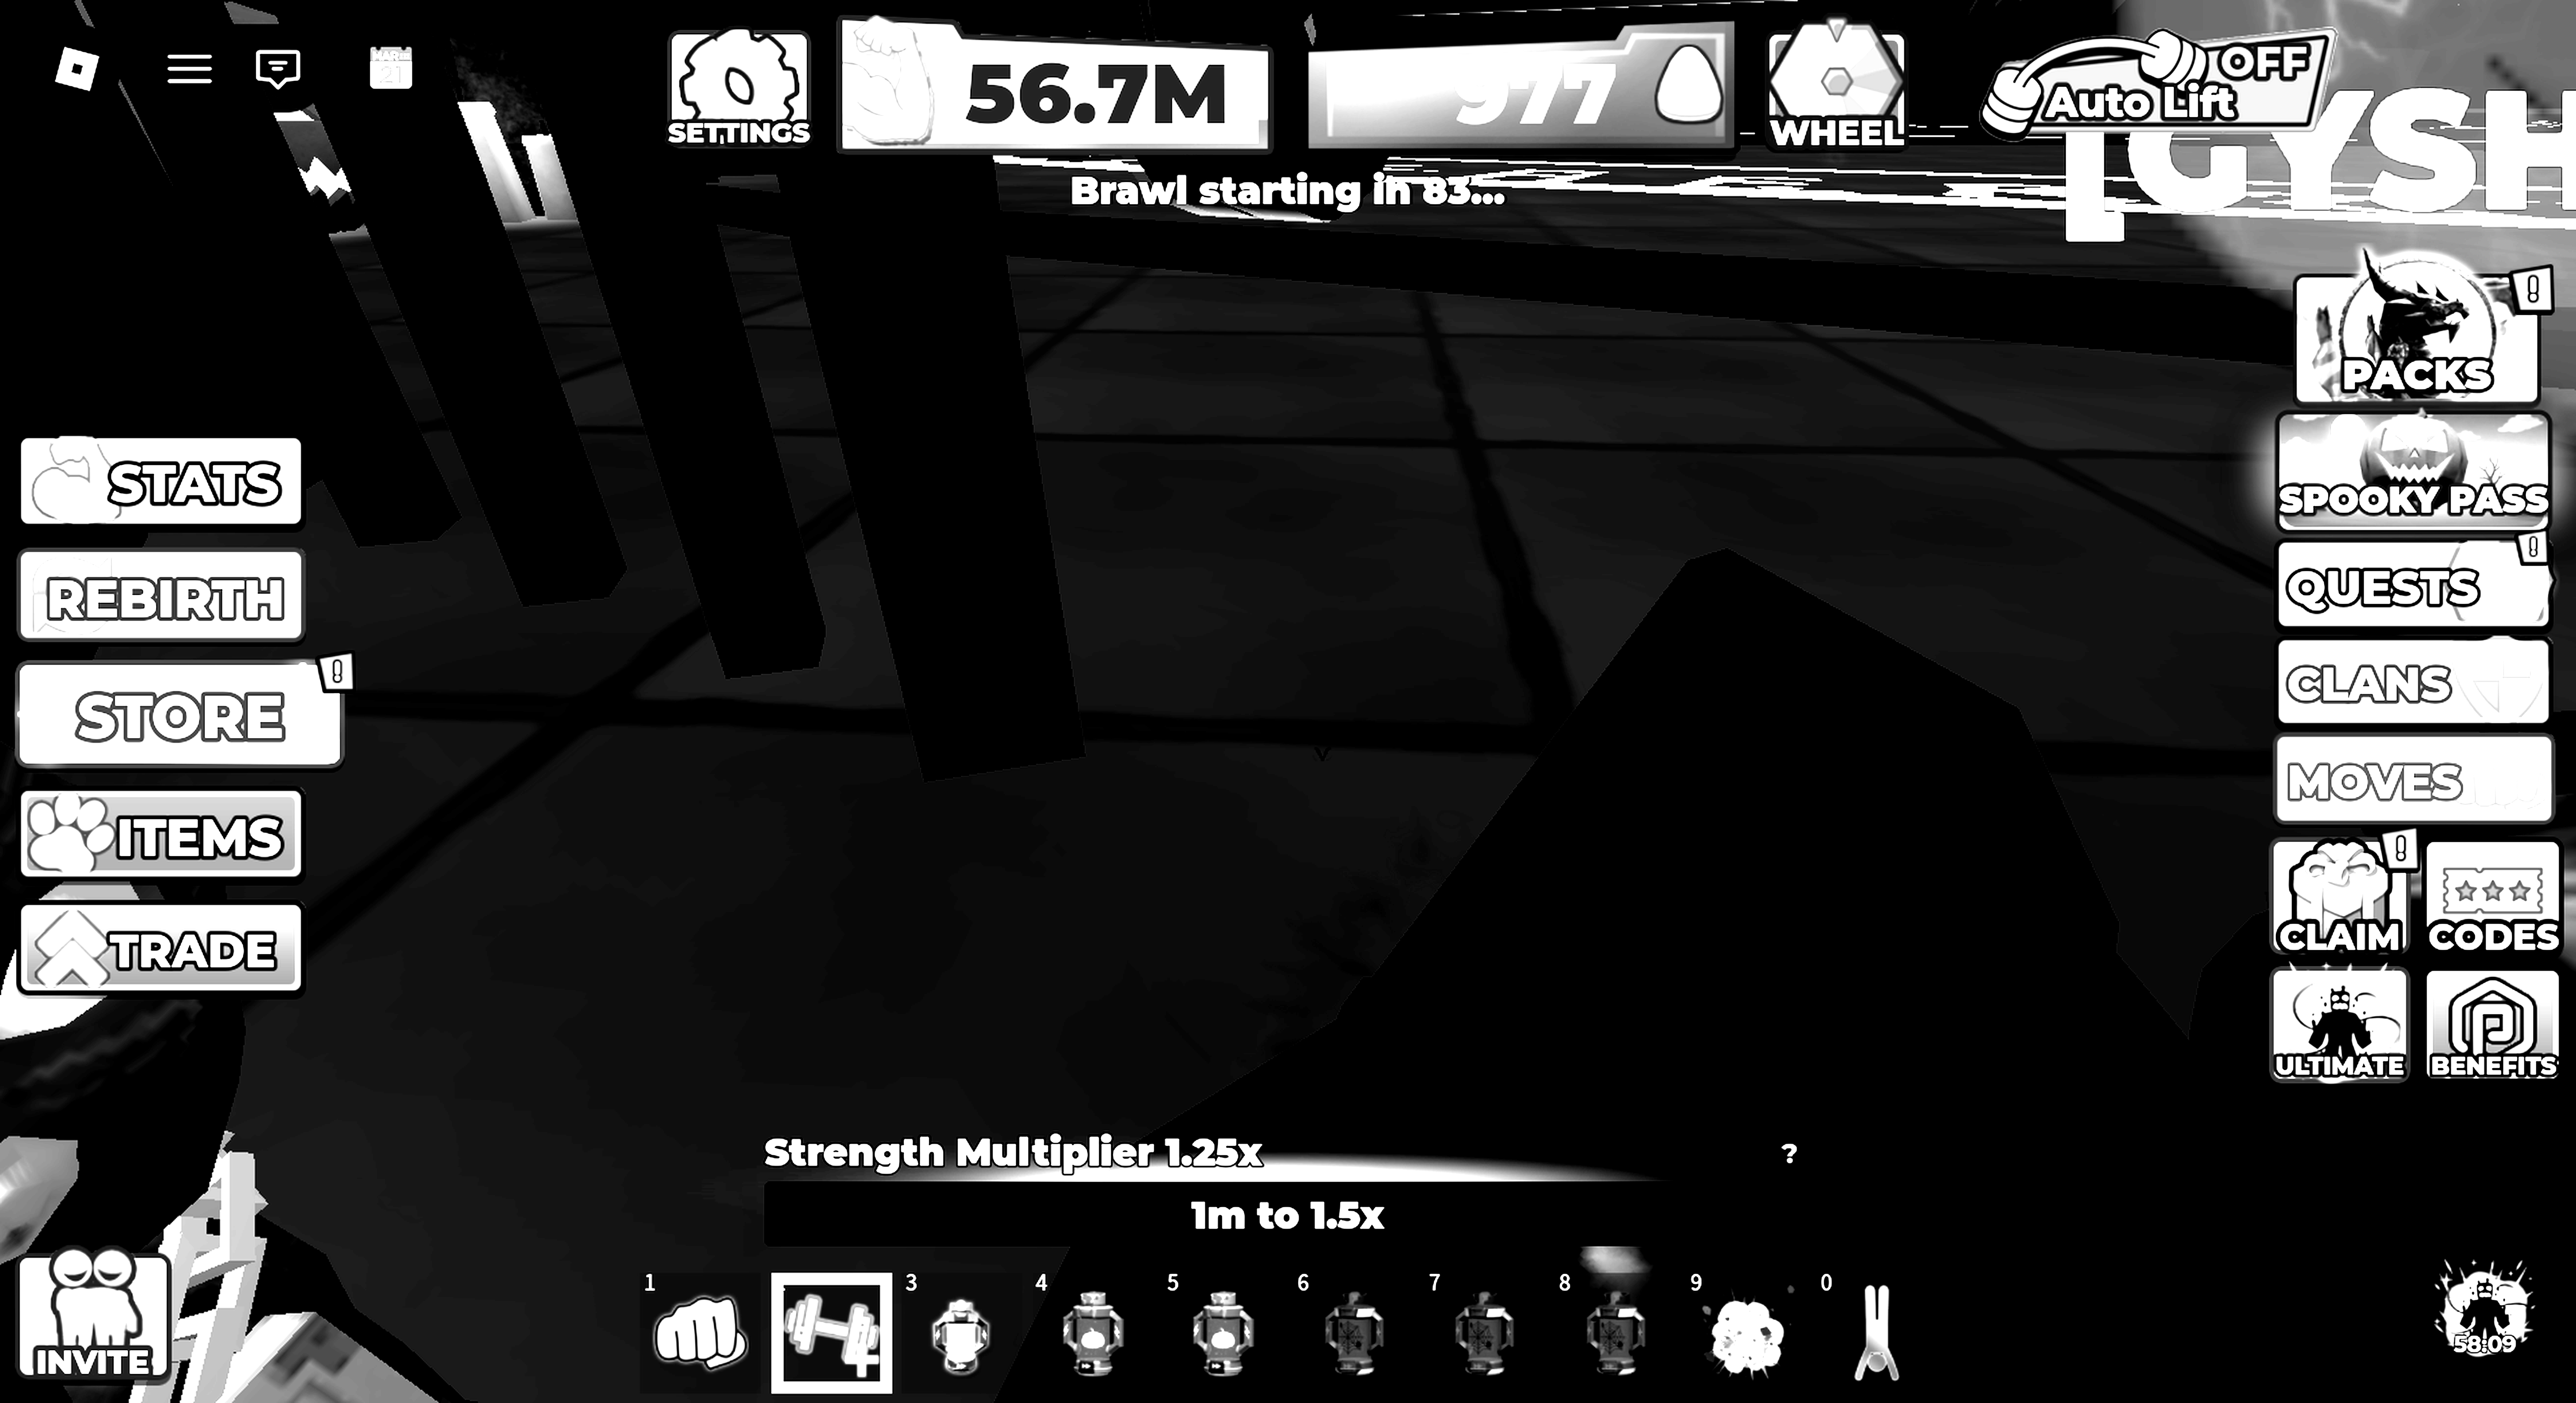 SETTINGS
56.7M
977
WHEEL
OFF
Auto Lift
GYSH
21
Brawl starting in 83...
PACKS
SPOOKY PASS
STATS
QUESTS
REBIRTH
CLANS
STORE
MOVES
ITEMS
CLAIM
CODES
TRADE
ULTIMATE
BENEFITS
Strength Multiplier 1.25x
?
1m to 1.5x
1
3
4
5
6
7
8
9
0
INVITE
58:09